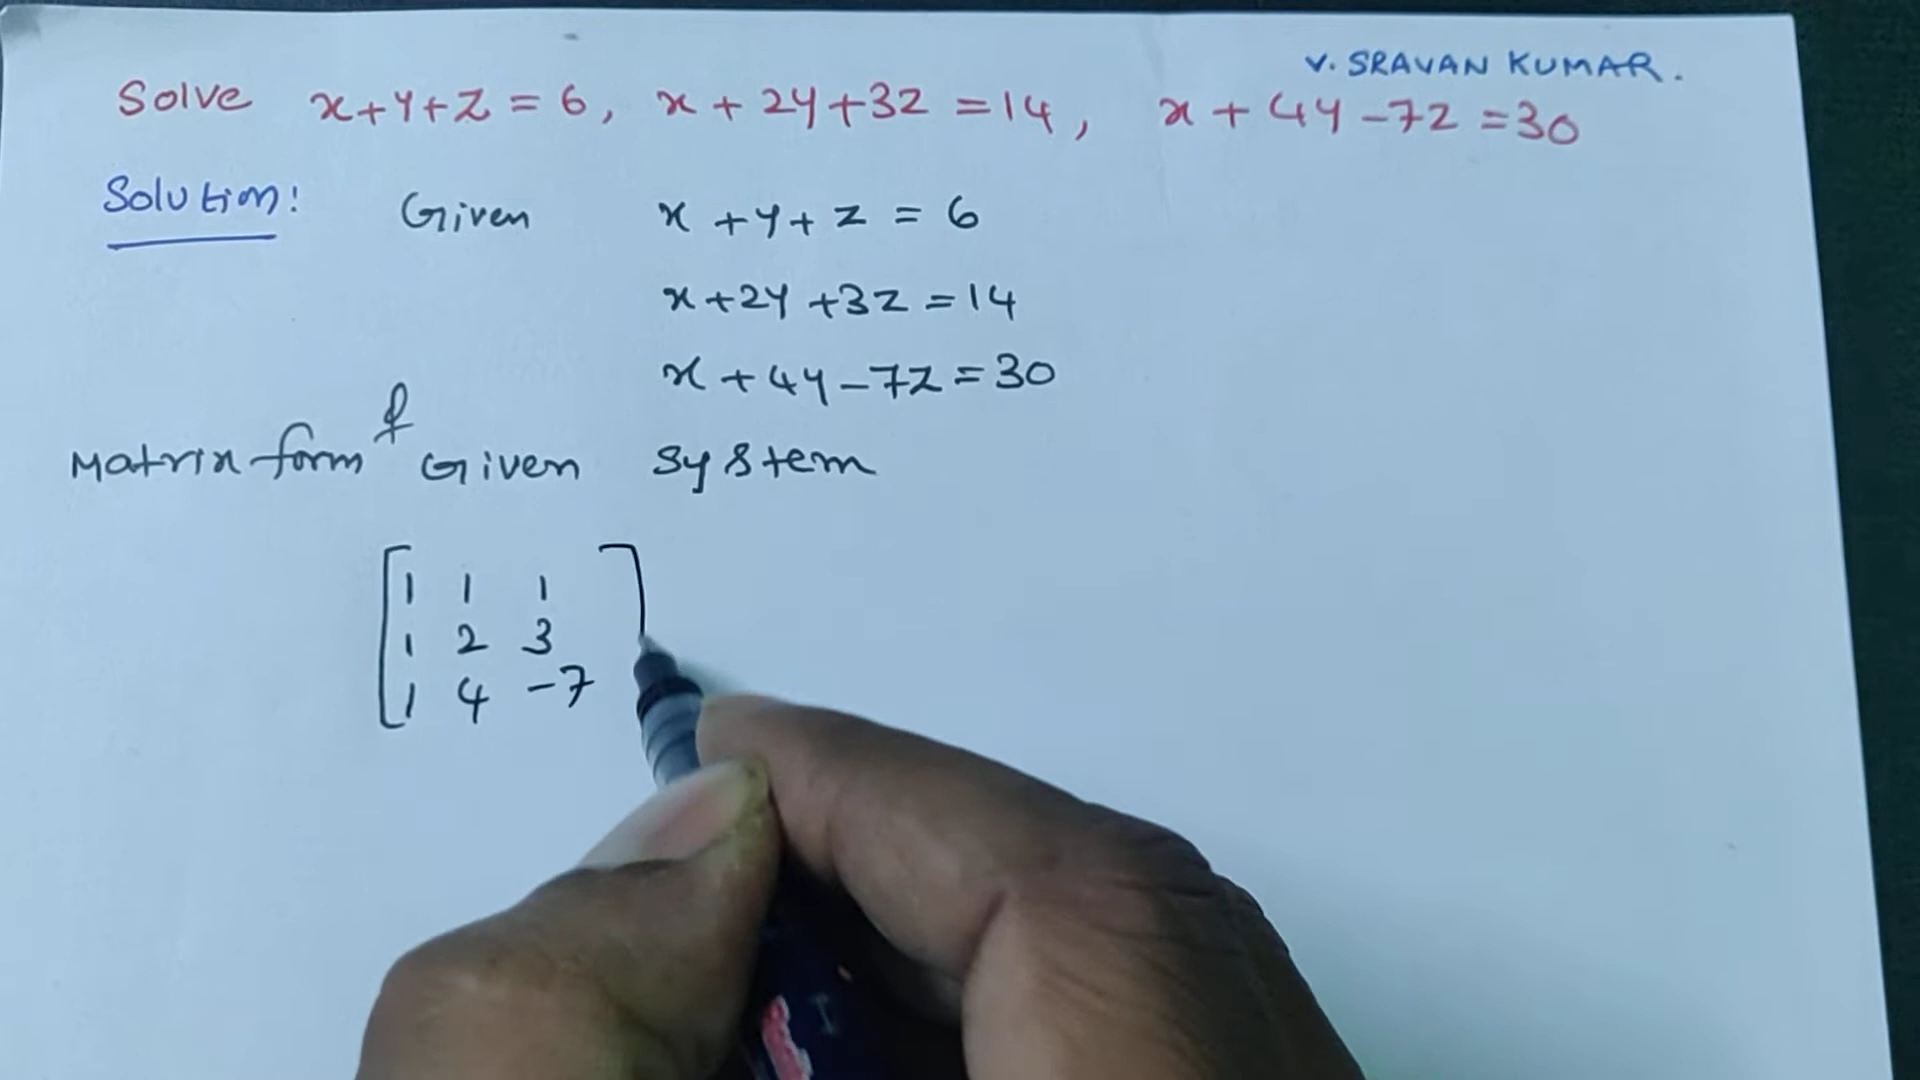 V. SRAVAN KUMAR.
Solve x+y+z=6, x+2y+3z=14, x+4y-7z=30
Solution: Given x+y+z=6
x+2y+3z=14
x+4y-7z=30
Matrix form of Given system
1 1 1
1 2 3
1 4 -7